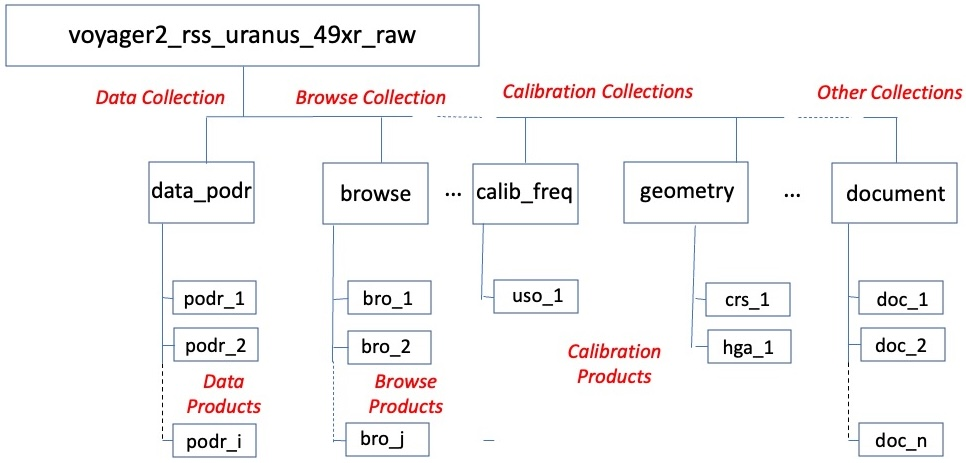 voyager2_rss_uranus_49xr_raw
Data Collection
Browse Collection
Calibration Collections
Other Collections
data_podr
browse
...
calib_freq
geometry
...
document
podr_1
bro_1
uso_1
crs_1
doc_1
podr_2
bro_2
hga_1
doc_2
Calibration
Products
Data
Products
Browse
Products
podr_i
bro_j
doc_n